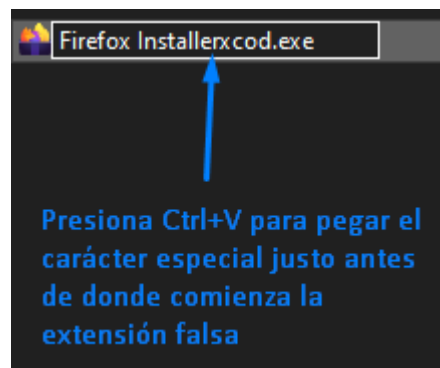 Firefox Installerxcod.exe
Presiona Ctrl+V para pegar el
carácter especial justo antes
de donde comienza la
extensión falsa